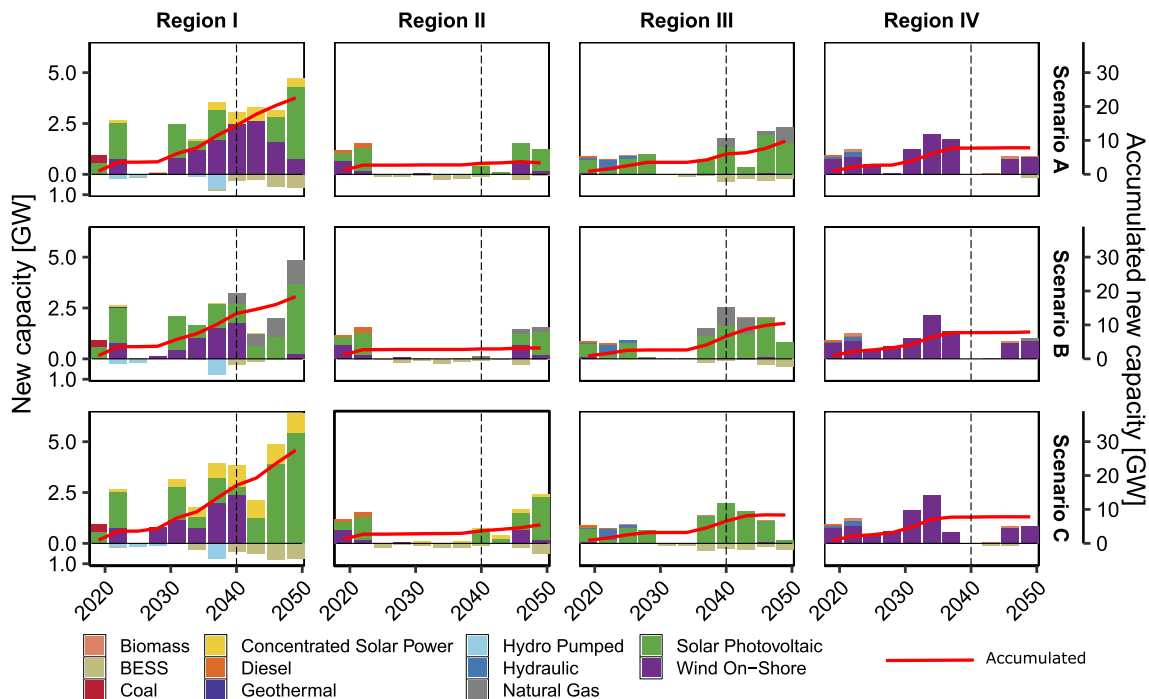 Region I
Region II
Region III
Region IV
New capacity [GW]
5.0
2.5
0.0
1.0
30
20
10
0
Scenario A
5.0
2.5
0.0
1.0
30
20
10
0
Scenario B
5.0
2.5
0.0
1.0
30
20
10
0
Scenario C
Accumulated new capacity [GW]
2020 2030 2040 2050
2020 2030 2040 2050
2020 2030 2040 2050
2020 2030 2040 2050
Biomass
BESS
Coal
Concentrated Solar Power
Diesel
Geothermal
Hydro Pumped
Hydraulic
Natural Gas
Solar Photovoltaic
Wind On−Shore
Accumulated